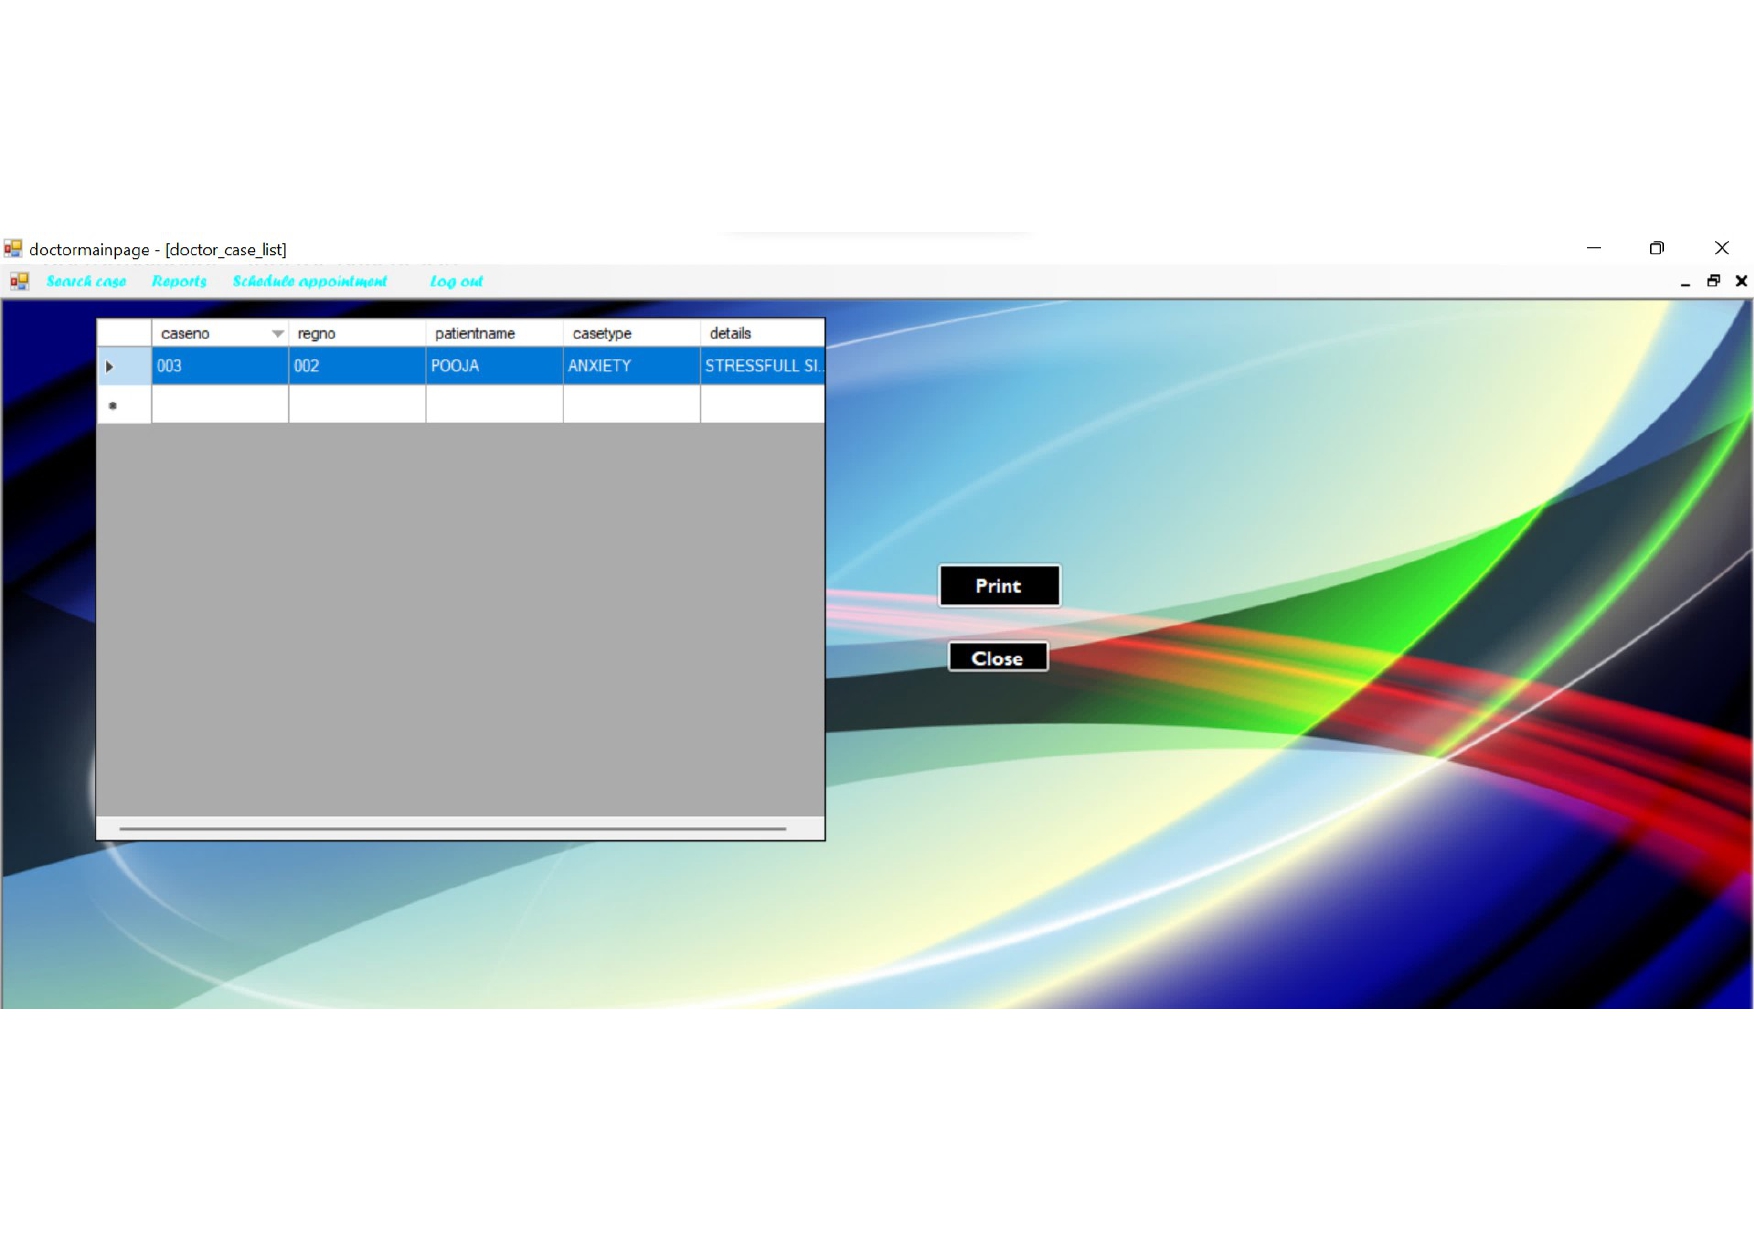 doctormainpage - [doctor_case_list]
Search case Reports Schedule appointment Log out
caseno regno patientname casetype details
003 002 POOJA ANXIETY STRESSFULL SI...
Print
Close